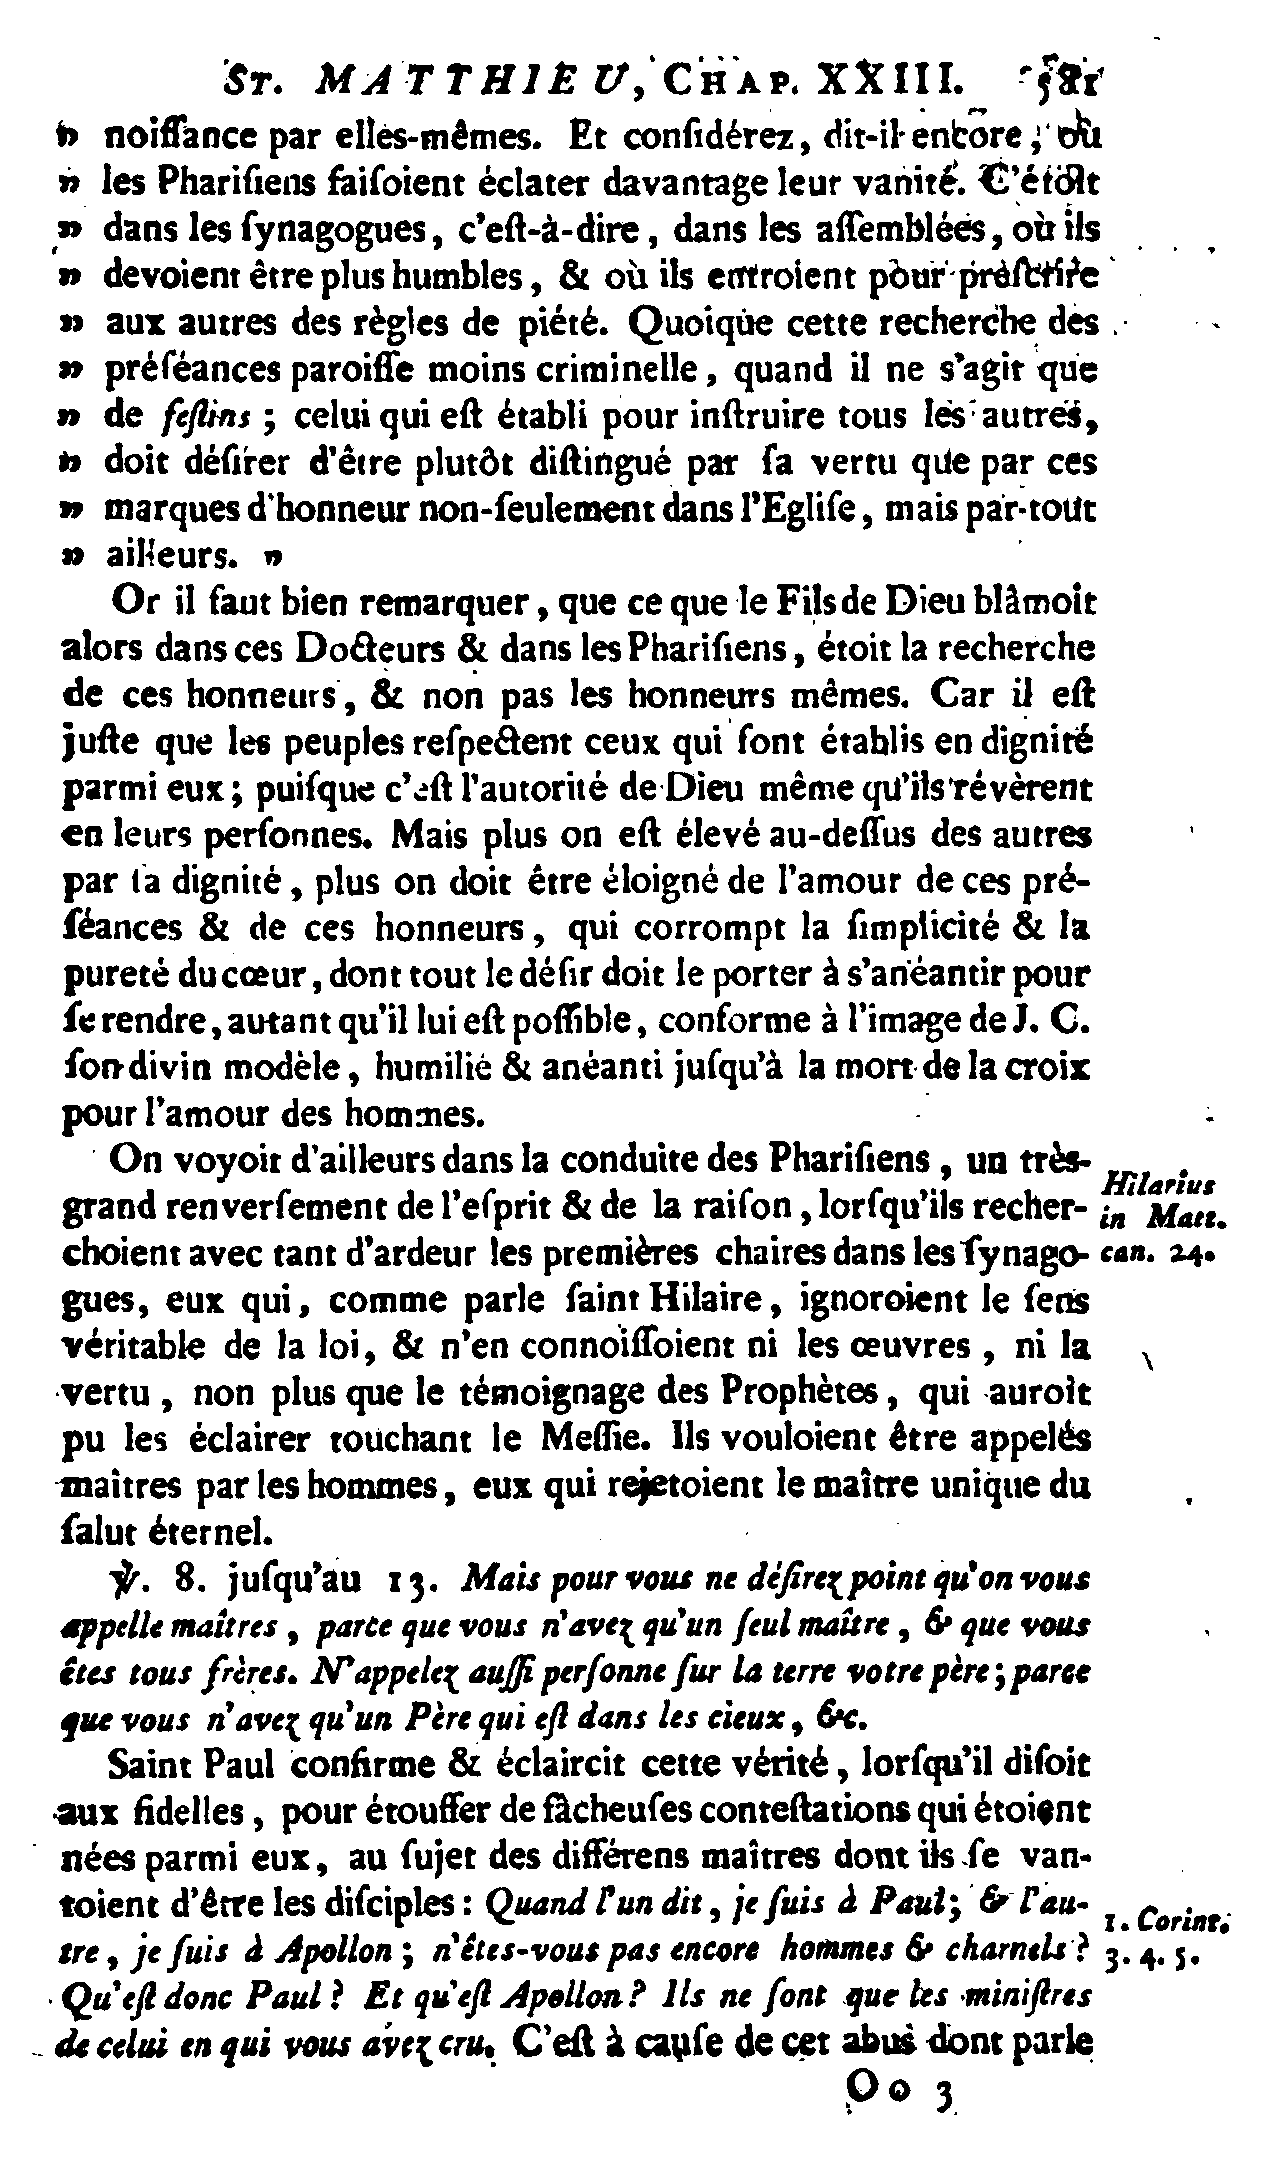 ST. MATTHIEU, CHAP. XXIII. 581
» noiſſance par elles-mêmes. Et conſidérez, dit-il encore, où
» les Phariſiens faiſoient éclater davantage leur vanité. C'étoit
» dans les ſynagogues, c'eſt-à-dire, dans les aſſemblées, où ils
» devoient être plus humbles, & où ils entroient pour preſcrire
» aux autres des règles de piété. Quoique cette recherche des
» préſéances paroiſſe moins criminelle, quand il ne s'agit que
» de feſtins ; celui qui eſt établi pour inſtruire tous les autres,
» doit déſirer d'être plutôt diſtingué par ſa vertu que par ces
» marques d'honneur non-ſeulement dans l'Egliſe, mais par-tout
» ailleurs. »
Or il faut bien remarquer, que ce que le Fils de Dieu blâmoit
alors dans ces Docteurs & dans les Phariſiens, étoit la recherche
de ces honneurs, & non pas les honneurs mêmes. Car il eſt
juſte que les peuples reſpectent ceux qui ſont établis en dignité
parmi eux ; puiſque c'eſt l'autorité de Dieu même qu'ils révèrent
en leurs perſonnes. Mais plus on eſt élevé au-deſſus des autres
par ſa dignité, plus on doit être éloigné de l'amour de ces pré-
ſéances & de ces honneurs, qui corrompt la ſimplicité & la
pureté du cœur, dont tout le déſir doit le porter à s'anéantir pour
ſe rendre, autant qu'il lui eſt poſſible, conforme à l'image de J. C.
ſon divin modèle, humilié & anéanti juſqu'à la mort de la croix
pour l'amour des hommes.
On voyoit d'ailleurs dans la conduite des Phariſiens, un très-
grand renverſement de l'eſprit & de la raiſon, lorſqu'ils recher-
choient avec tant d'ardeur les premières chaires dans les ſynago-
gues, eux qui, comme parle ſaint Hilaire, ignoroient le ſens
véritable de la loi, & n'en connoiſſoient ni les œuvres, ni la
vertu, non plus que le témoignage des Prophètes, qui auroit
pu les éclairer touchant le Meſſie. Ils vouloient être appelés
maîtres par les hommes, eux qui rejetoient le maître unique du
ſalut éternel.
Hilarius
in Matt.
can. 24.
℣. 8. juſqu'au 13. Mais pour vous ne déſirez point qu'on vous
appelle maîtres, parce que vous n'avez qu'un ſeul maître, & que vous
êtes tous frères. N'appelez auſſi perſonne ſur la terre votre père ; parce
que vous n'avez qu'un Père qui eſt dans les cieux, &c.
Saint Paul confirme & éclaircit cette vérité, lorſqu'il diſoit
aux fidelles, pour étouffer de fâcheuſes conteſtations qui étoient
nées parmi eux, au ſujet des différens maîtres dont ils ſe van-
toient d'être les diſciples : Quand l'un dit, je ſuis à Paul ; & l'au-
tre, je ſuis à Apollon ; n'êtes-vous pas encore hommes & charnels ?
Qu'eſt donc Paul ? Et qu'eſt Apollon ? Ils ne ſont que les miniſtres
de celui en qui vous avez cru. C'eſt à cauſe de cet abus dont parle
1. Corint.
3. 4. 5.
Oo 3